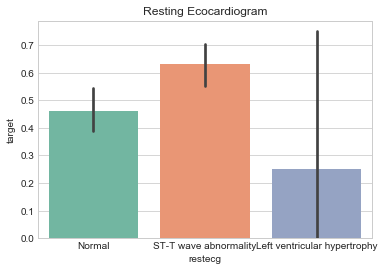 Resting Ecocardiogram
target
0.7
0.6
0.5
0.4
0.3
0.2
0.1
0.0
Normal
ST-T wave abnormality
Left ventricular hypertrophy
restecg